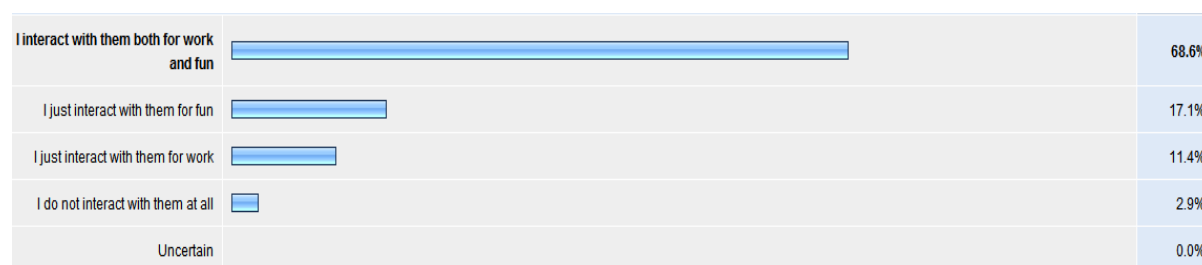 I interact with them both for work
and fun
68.6%
I just interact with them for fun
17.1%
I just interact with them for work
11.4%
I do not interact with them at all
2.9%
Uncertain
0.0%